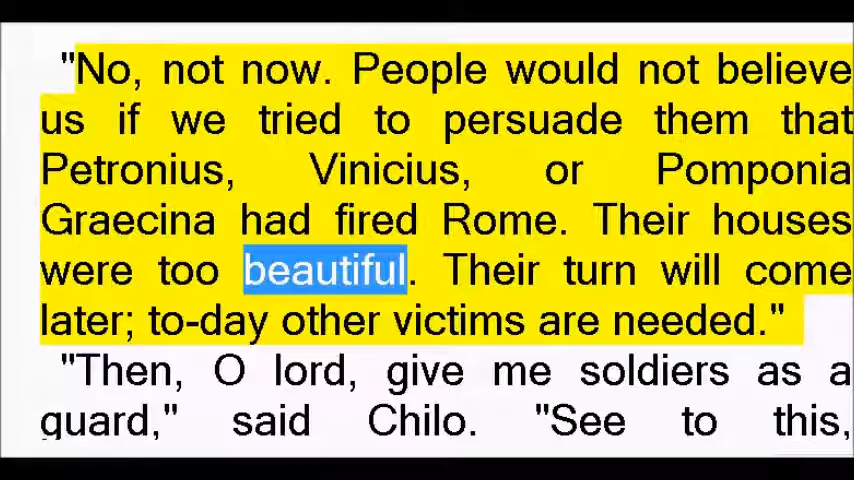 "No, not now. People would not believe
us if we tried to persuade them that
Petronius, Vinicius, or Pomponia
Graecina had fired Rome. Their houses
were too beautiful. Their turn will come
later; to-day other victims are needed."
"Then, O lord, give me soldiers as a
guard," said Chilo. "See to this,